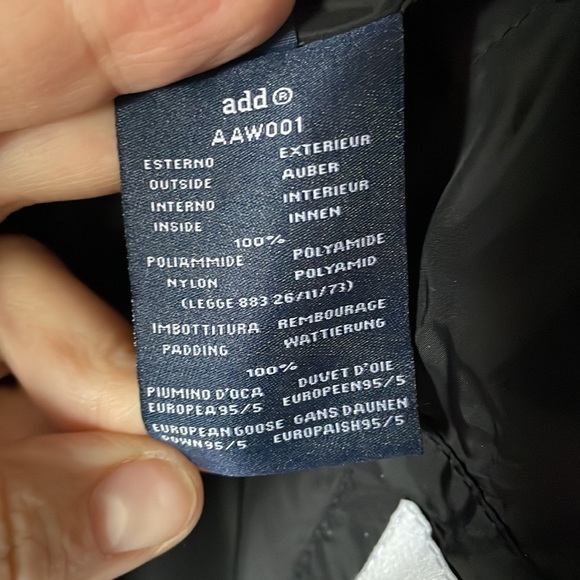 add®
AAW001
ESTERNO EXTERIEUR
OUTSIDE AUBER
INTERNO INTERIEUR
INSIDE INNEN
100%
POLIAMMIDE POLYAMIDE
NYLON POLYAMID
(LEGGE 883 26/11/73)
IMBOTTITURA REMBOURAGE
PADDING WATTIERUNG
100%
PIUMINO D'OCA DUVET D'OIE
EUROPEA95/5 EUROPEEN95/5
EUROPEAN GOOSE GANS DAUNEN
DOWN95/5 EUROPAISH95/5